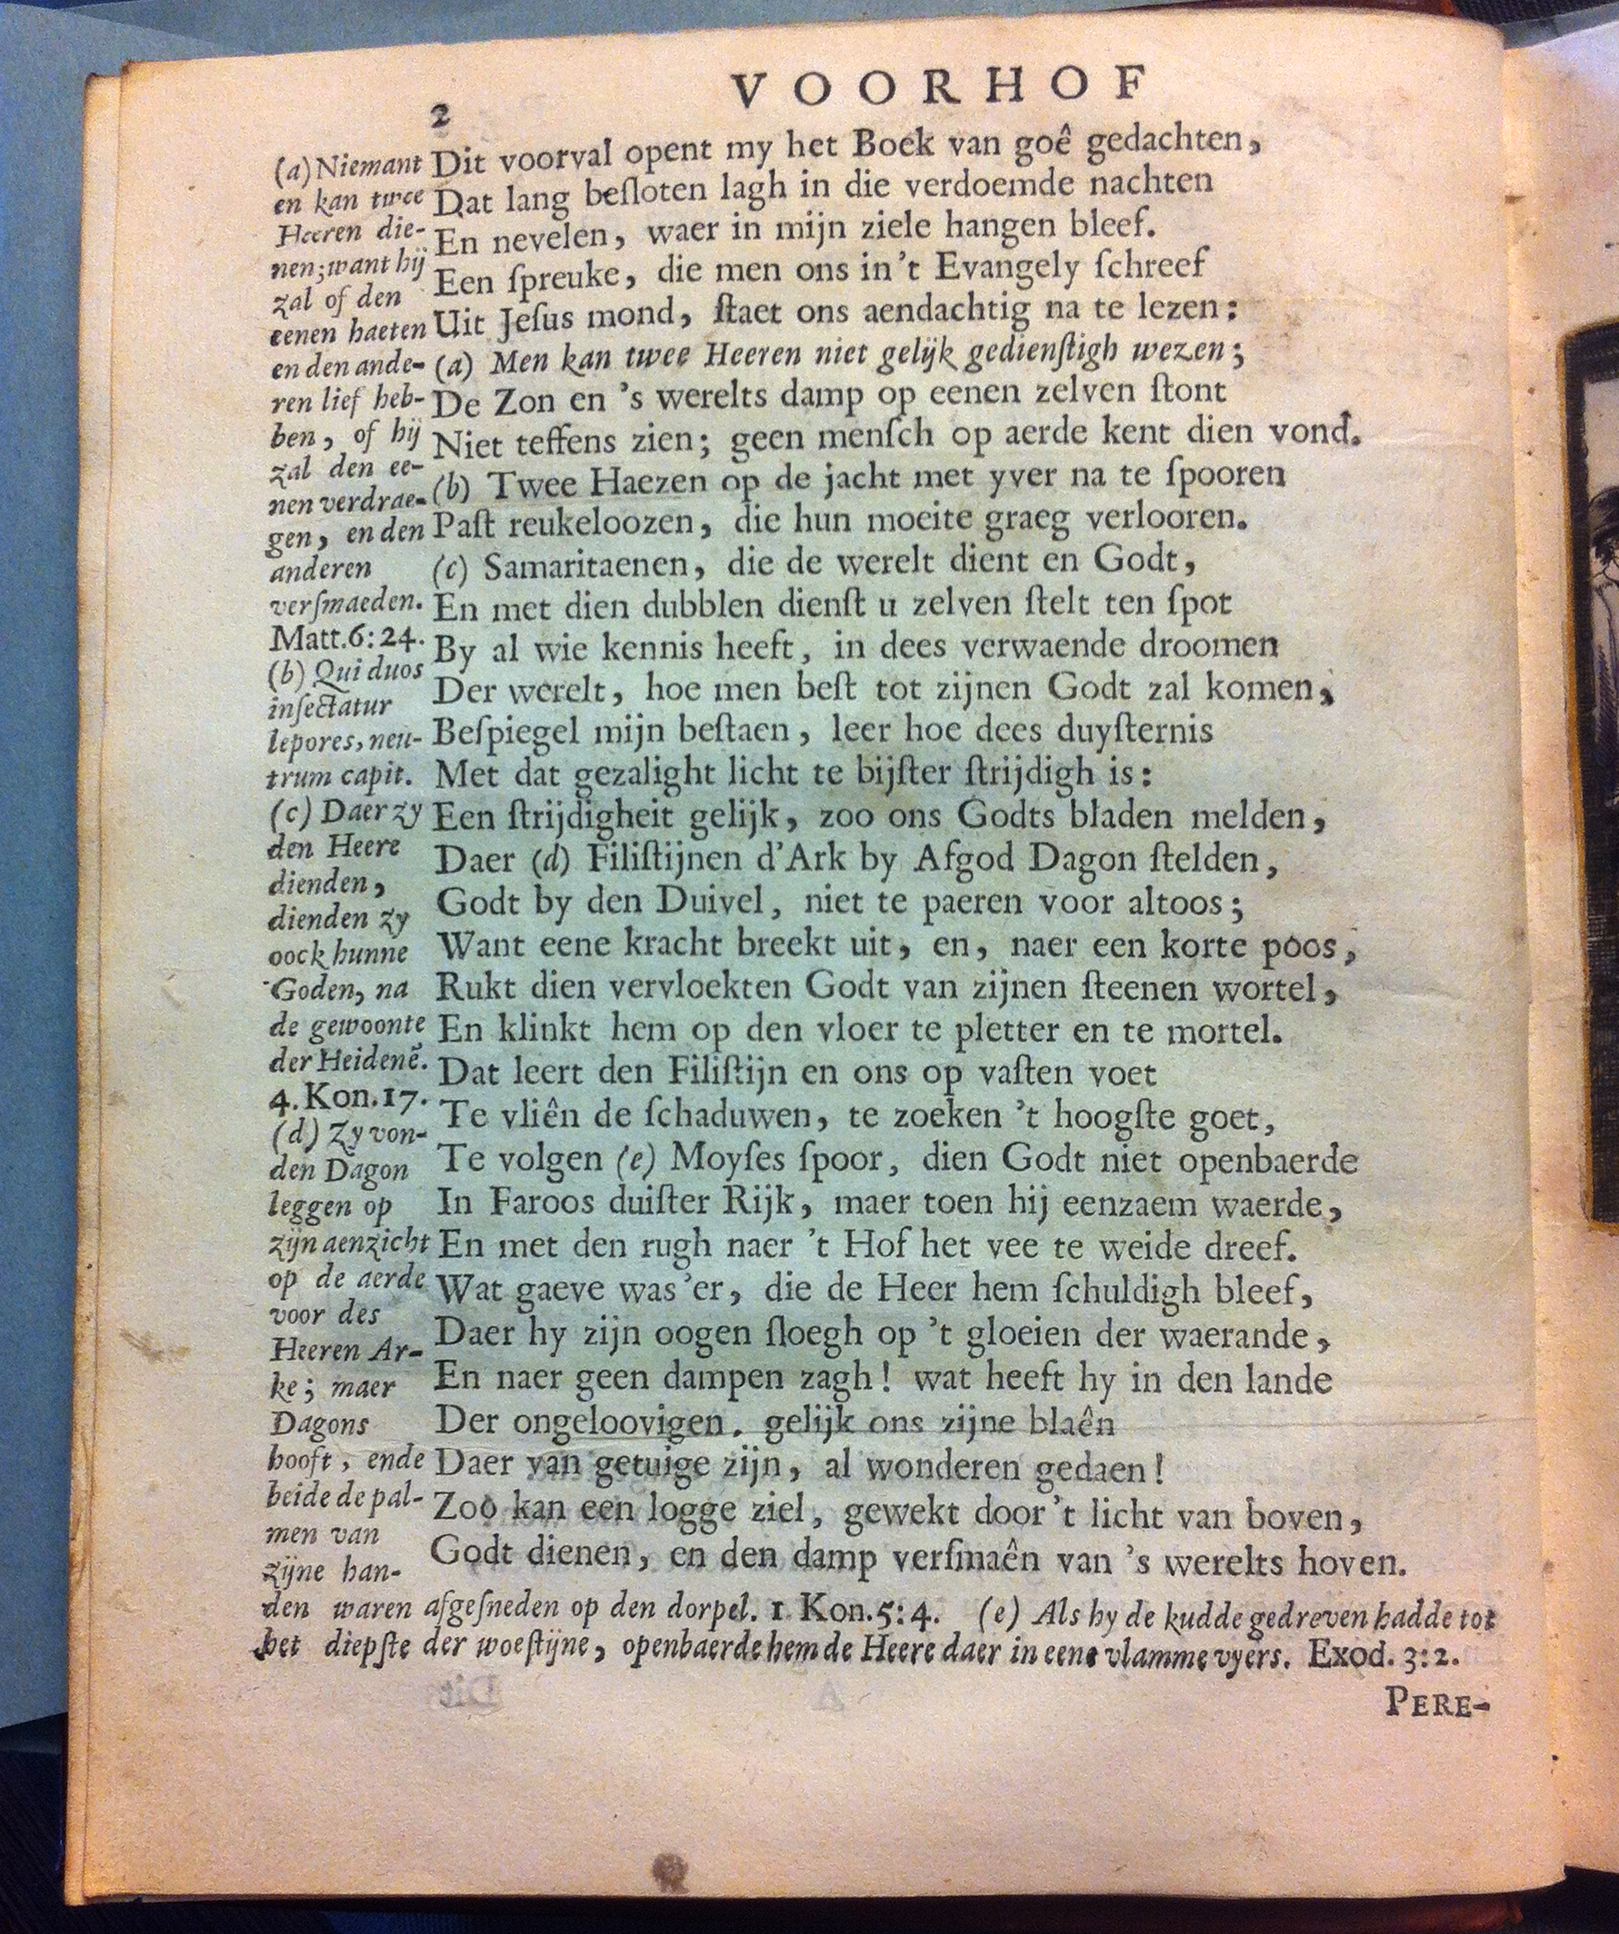 VOORHOF
2
Dit voorval opent my het Boek van goê gedachten,
Dat lang beſloten lagh in die verdoemde nachten
En nevelen, waer in mijn ziele hangen bleef.
Een ſpreuke, die men ons in't Evangely ſchreef
Uit Jeſus mond, ſtaet ons aendachtig na te lezen:
(a) Men kan twee Heeren niet gelijk gedienſtigh wezen;
De Zon en 's werelts damp op eenen zelven ſtont
Niet teffens zien; geen menſch op aerde kent dien vond.
(b) Twee Haezen op de jacht met yver na te ſpooren
Paſt reukeloozen, die hun moeite graeg verlooren.
(c) Samaritaenen, die de werelt dient en Godt,
En met dien dubblen dienſt u zelven ſtelt ten ſpot
By al wie kennis heeft, in dees verwaende droomen
Der werelt, hoe men beſt tot zijnen Godt zal komen,
Beſpiegel mijn beſtaen, leer hoe dees duyſternis
Met dat gezalight licht te bijſter ſtrijdigh is:
Een ſtrijdigheit gelijk, zoo ons Godts bladen melden,
Daer (d) Filiſtijnen d'Ark by Afgod Dagon ſtelden,
Godt by den Duivel, niet te paeren voor altoos;
Want eene kracht breekt uit, en, naer een korte poos,
Rukt dien vervloekten Godt van zijnen ſteenen wortel,
En klinkt hem op den vloer te pletter en te mortel.
Dat leert den Filiſtijn en ons op vaſten voet
Te vliên de ſchaduwen, te zoeken 't hoogſte goet,
Te volgen (e) Moyſes ſpoor, dien Godt niet openbaerde
In Faroos duiſter Rijk, maer toen hij eenzaem waerde,
En met den rugh naer 't Hof het vee te weide dreef.
Wat gaeve was'er, die de Heer hem ſchuldigh bleef,
Daer hy zijn oogen ſloegh op 't gloeien der waerande,
En naer geen dampen zagh! wat heeft hy in den lande
Der ongeloovigen, gelijk ons zijne blaên
Daer van getuige zijn, al wonderen gedaen!
Zoo kan een logge ziel, gewekt door't licht van boven,
Godt dienen, en den damp verſmaên van 's werelts hoven.
(a) Niemant
en kan twee
Heeren die-
nen; want hij
zal of den
eenen haeten
en den ande-
ren lief heb-
ben, of hij
zal den ee-
nen verdrae-
gen, en den
anderen
verſmaeden.
Matt.6:24.
(b) Qui duos
inſectatur
lepores, neu-
trum capit.
(c) Daer zy
den Heere
dienden,
dienden zy
oock hunne
Goden, na
de gewoonte
der Heidenē.
4. Kon.17.
(d) Zy von-
den Dagon
leggen op
zijn aenzicht
op de aerde
voor des
Heeren Ar-
ke; maer
Dagons
hooft, ende
beide de pal-
men van
zijne han-
den waren afgeſneden op den dorpel. 1 Kon.5:4. (e) Als hy de kudde gedreven hadde tot
het diepſte der woeſtijne, openbaerde hem de Heere daer in eene vlamme vyers. Exod. 3:2.
PERE-